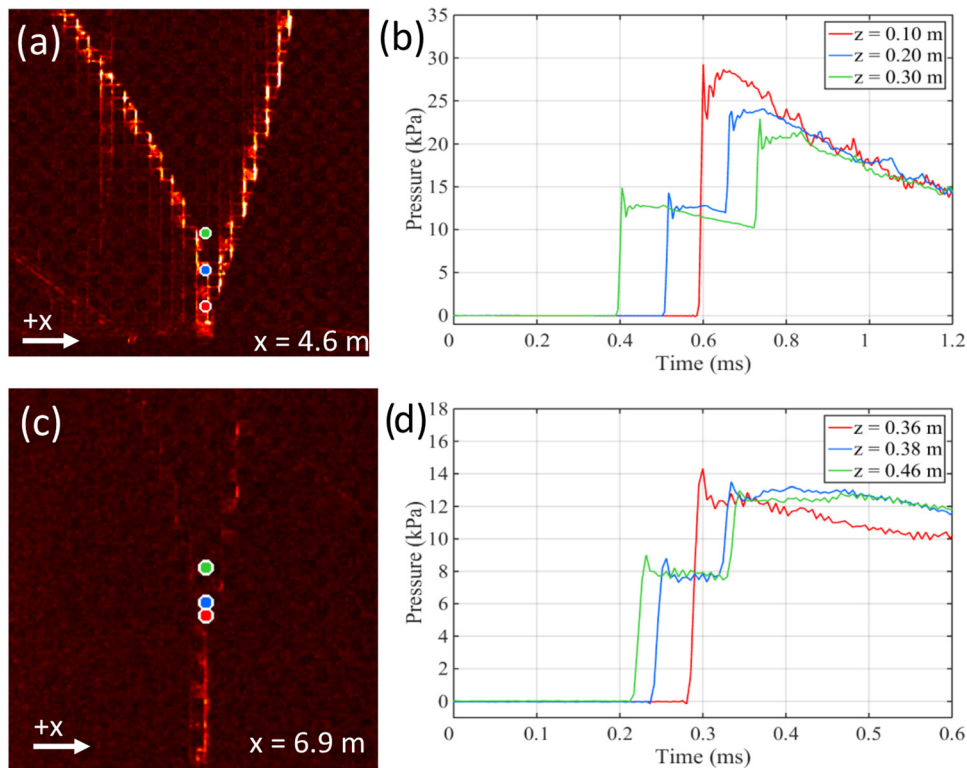 (a)
+x
x = 4.6 m
(b)
35
30
25
20
15
10
5
0
Pressure (kPa)
z = 0.10 m
z = 0.20 m
z = 0.30 m
0 0.2 0.4 0.6 0.8 1 1.2
Time (ms)
(c)
+x
x = 6.9 m
(d)
18
16
14
12
10
8
6
4
2
0
Pressure (kPa)
z = 0.36 m
z = 0.38 m
z = 0.46 m
0 0.1 0.2 0.3 0.4 0.5 0.6
Time (ms)